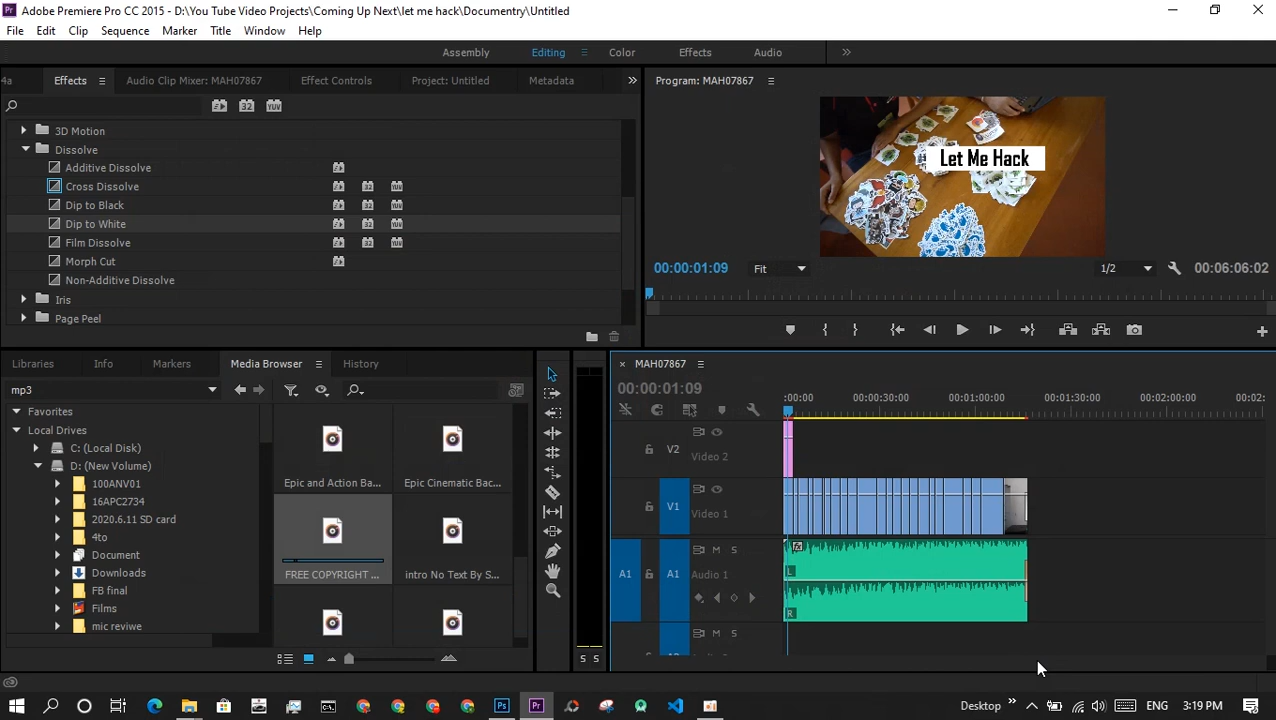 Adobe Premiere Pro CC 2015 - D:\You Tube Video Projects\Coming Up Next\let me hack\Documentry\Untitled
File Edit Clip Sequence Marker Title Window Help
Assembly Editing Color Effects Audio
4a Effects Audio Clip Mixer: MAH07867 Effect Controls Project: Untitled Metadata
Program: MAH07867
3D Motion
Dissolve
Additive Dissolve
Cross Dissolve
Dip to Black
Dip to White
Film Dissolve
Morph Cut
Non-Additive Dissolve
Iris
Page Peel
Let Me Hack
00:00:01:09 Fit 1/2 00:06:06:02
Libraries Info Markers Media Browser History
mp3
Favorites
Local Drives
C: (Local Disk)
D: (New Volume)
100ANV01
16APC2734
2020.6.11 SD card
4to
Document
Downloads
FB final
Films
mic reviwe
Epic and Action Ba...
Epic Cinematic Bac...
FREE COPYRIGHT ...
intro No Text By S...
S S
MAH07867
00:00:01:09
:00:00 00:00:30:00 00:01:00:00 00:01:30:00 00:02:00:00 00:02:
V2 Video 2
V1 Video 1
A1 A1 M S
Audio 1
L
R
M S
Desktop ENG 3:19 PM